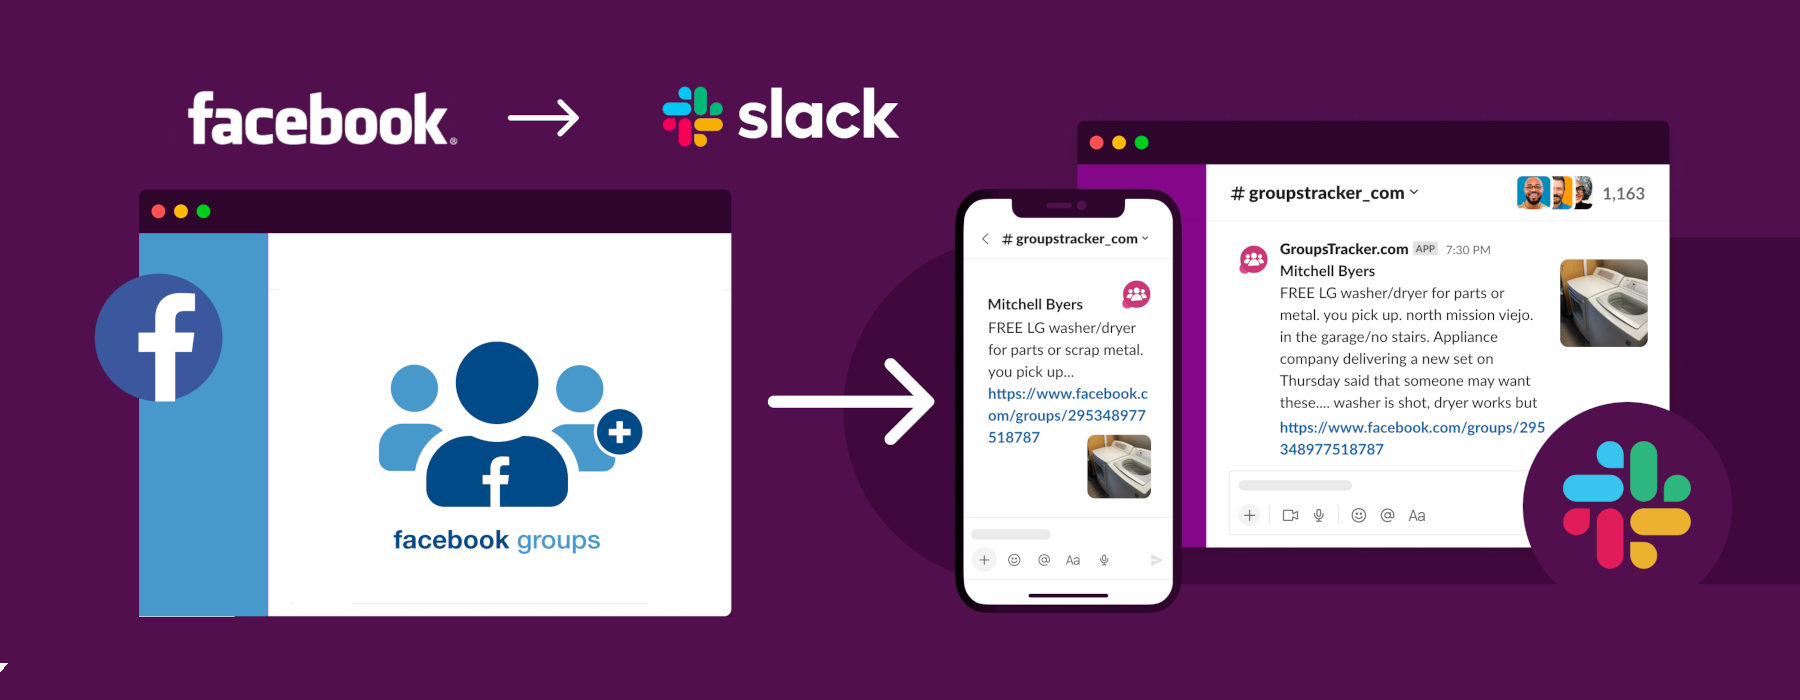 facebook®
slack
facebook groups
# groupstracker_com
Mitchell Byers
FREE LG washer/dryer
for parts or scrap metal.
you pick up...
https://www.facebook.c
om/groups/295348977
518787
Aa
# groupstracker_com
1,163
GroupsTracker.com APP 7:30 PM
Mitchell Byers
FREE LG washer/dryer for parts or
metal. you pick up. north mission viejo.
in the garage/no stairs. Appliance
company delivering a new set on
Thursday said that someone may want
these.... washer is shot, dryer works but
https://www.facebook.com/groups/295
348977518787
@ Aa